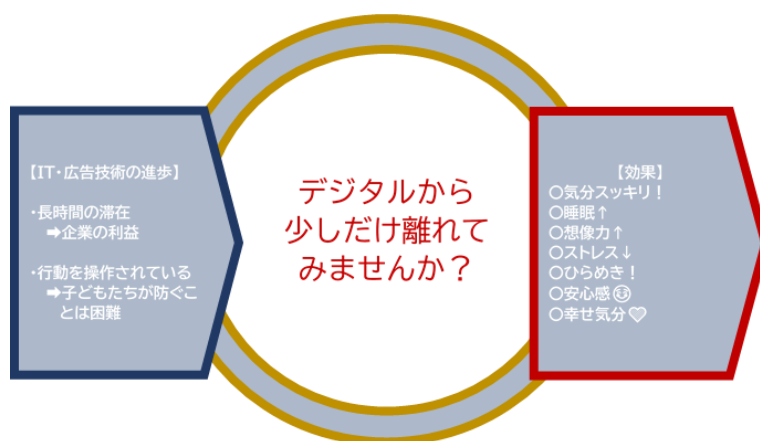 【IT・広告技術の進歩】
・長時間の滞在
➡企業の利益
・行動を操作されている
➡子どもたちが防ぐこ
とは困難
デジタルから
少しだけ離れて
みませんか？
【効果】
〇気分スッキリ！
〇睡眠↑
〇想像力↑
〇ストレス↓
〇ひらめき！
〇安心感😊
〇幸せ気分♡